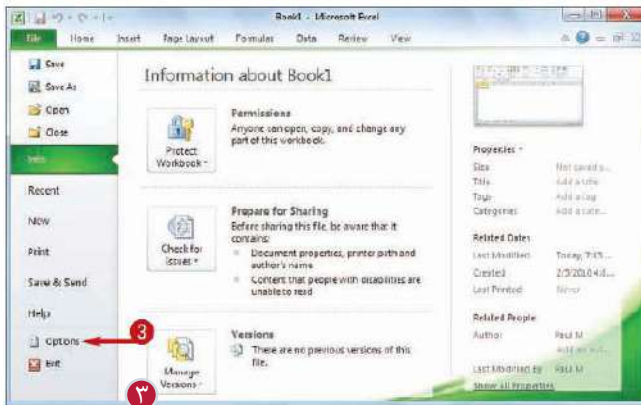 Book1 - Microsoft Excel
File Home Insert Page Layout Formulas Data Review View
Save
Save As
Open
Close
Info
Recent
New
Print
Save & Send
Help
Options
Exit
3
٣
Information about Book1
Protect
Workbook
Permissions
Anyone can open, copy, and change any
part of this workbook.
Check for
Issues
Prepare for Sharing
Before sharing this file, be aware that it
contains:
Document properties, printer path and
author's name
Content that people with disabilities are
unable to read
Manage
Versions
Versions
There are no previous versions of this
file.
Properties
Size Not saved y...
Title Add a title
Tags Add a tag
Categories Add a cate...
Related Dates
Last Modified Today, 7:45...
Created
Last Printed Never
Related People
Author Paul M
Add an aut...
Last Modified By Paul M
Show All Properties